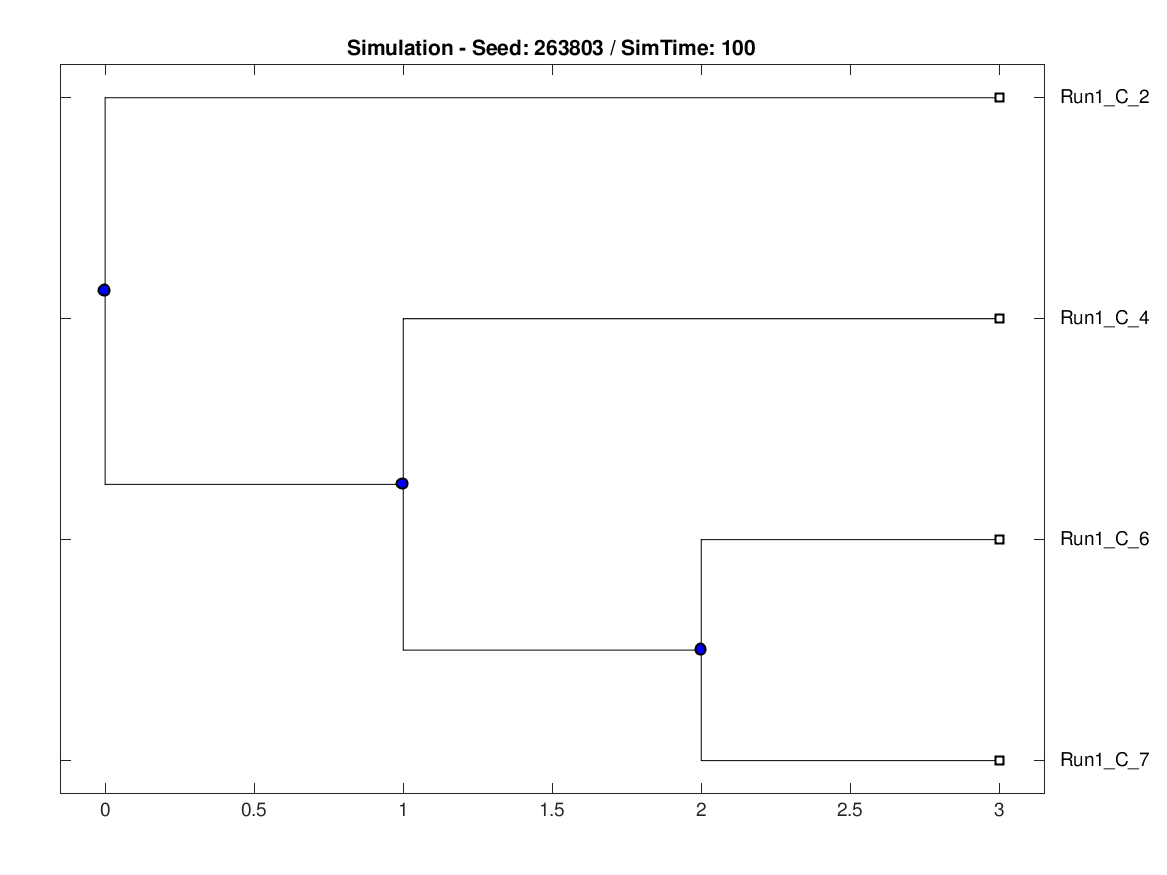 Simulation - Seed: 263803 / SimTime: 100
Run1_C_2
Run1_C_4
Run1_C_6
Run1_C_7
0 0.5 1 1.5 2 2.5 3